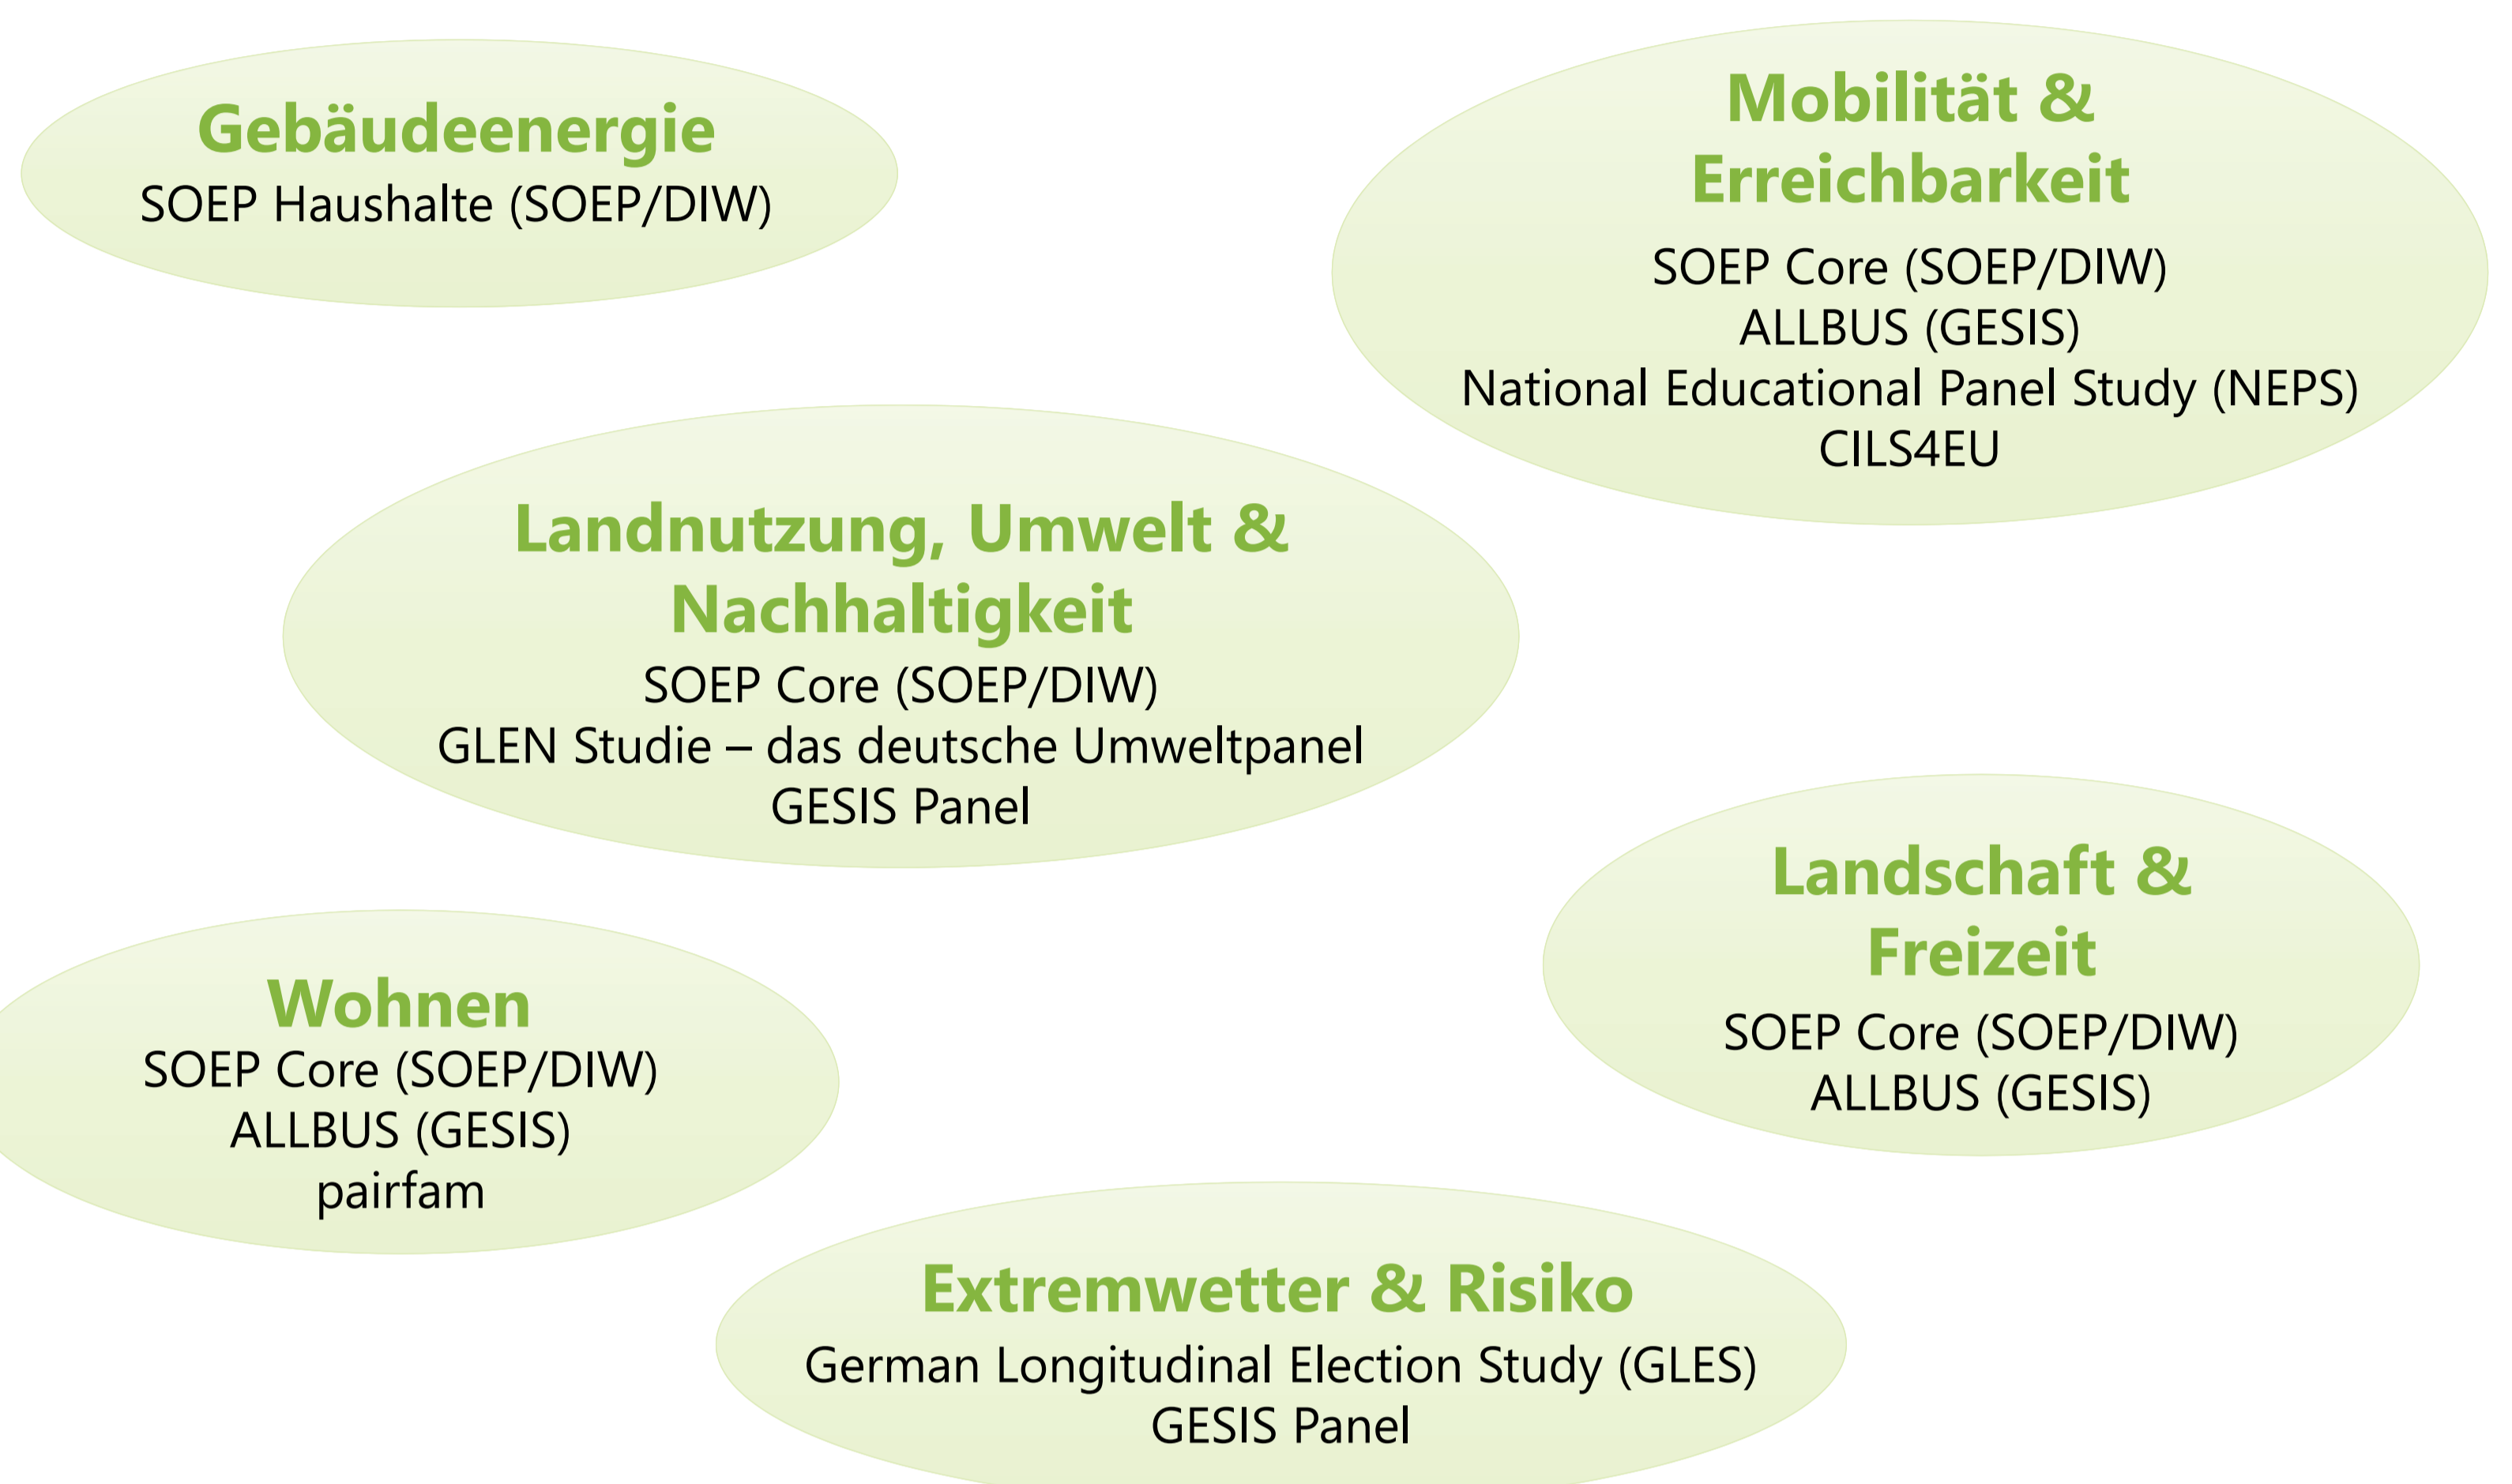 Gebäudeenergie
SOEP Haushalte (SOEP/DIW)
Mobilität &
Erreichbarkeit
SOEP Core (SOEP/DIW)
ALLBUS (GESIS)
National Educational Panel Study (NEPS)
CILS4EU
Landnutzung, Umwelt &
Nachhaltigkeit
SOEP Core (SOEP/DIW)
GLEN Studie – das deutsche Umweltpanel
GESIS Panel
Landschaft &
Freizeit
SOEP Core (SOEP/DIW)
ALLBUS (GESIS)
Wohnen
SOEP Core (SOEP/DIW)
ALLBUS (GESIS)
pairfam
Extremwetter & Risiko
German Longitudinal Election Study (GLES)
GESIS Panel